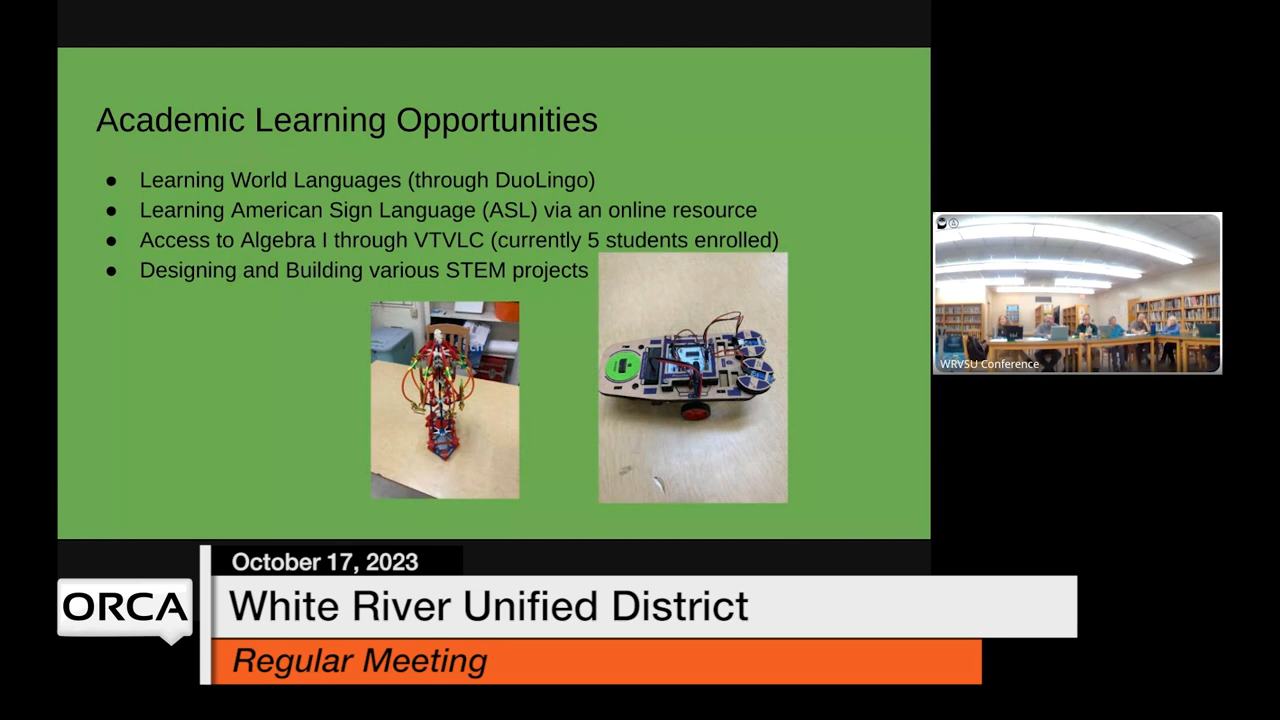 Academic Learning Opportunities
● Learning World Languages (through DuoLingo)
● Learning American Sign Language (ASL) via an online resource
● Access to Algebra I through VTVLC (currently 5 students enrolled)
● Designing and Building various STEM projects
WRVSU Conference
October 17, 2023
ORCA
White River Unified District
Regular Meeting